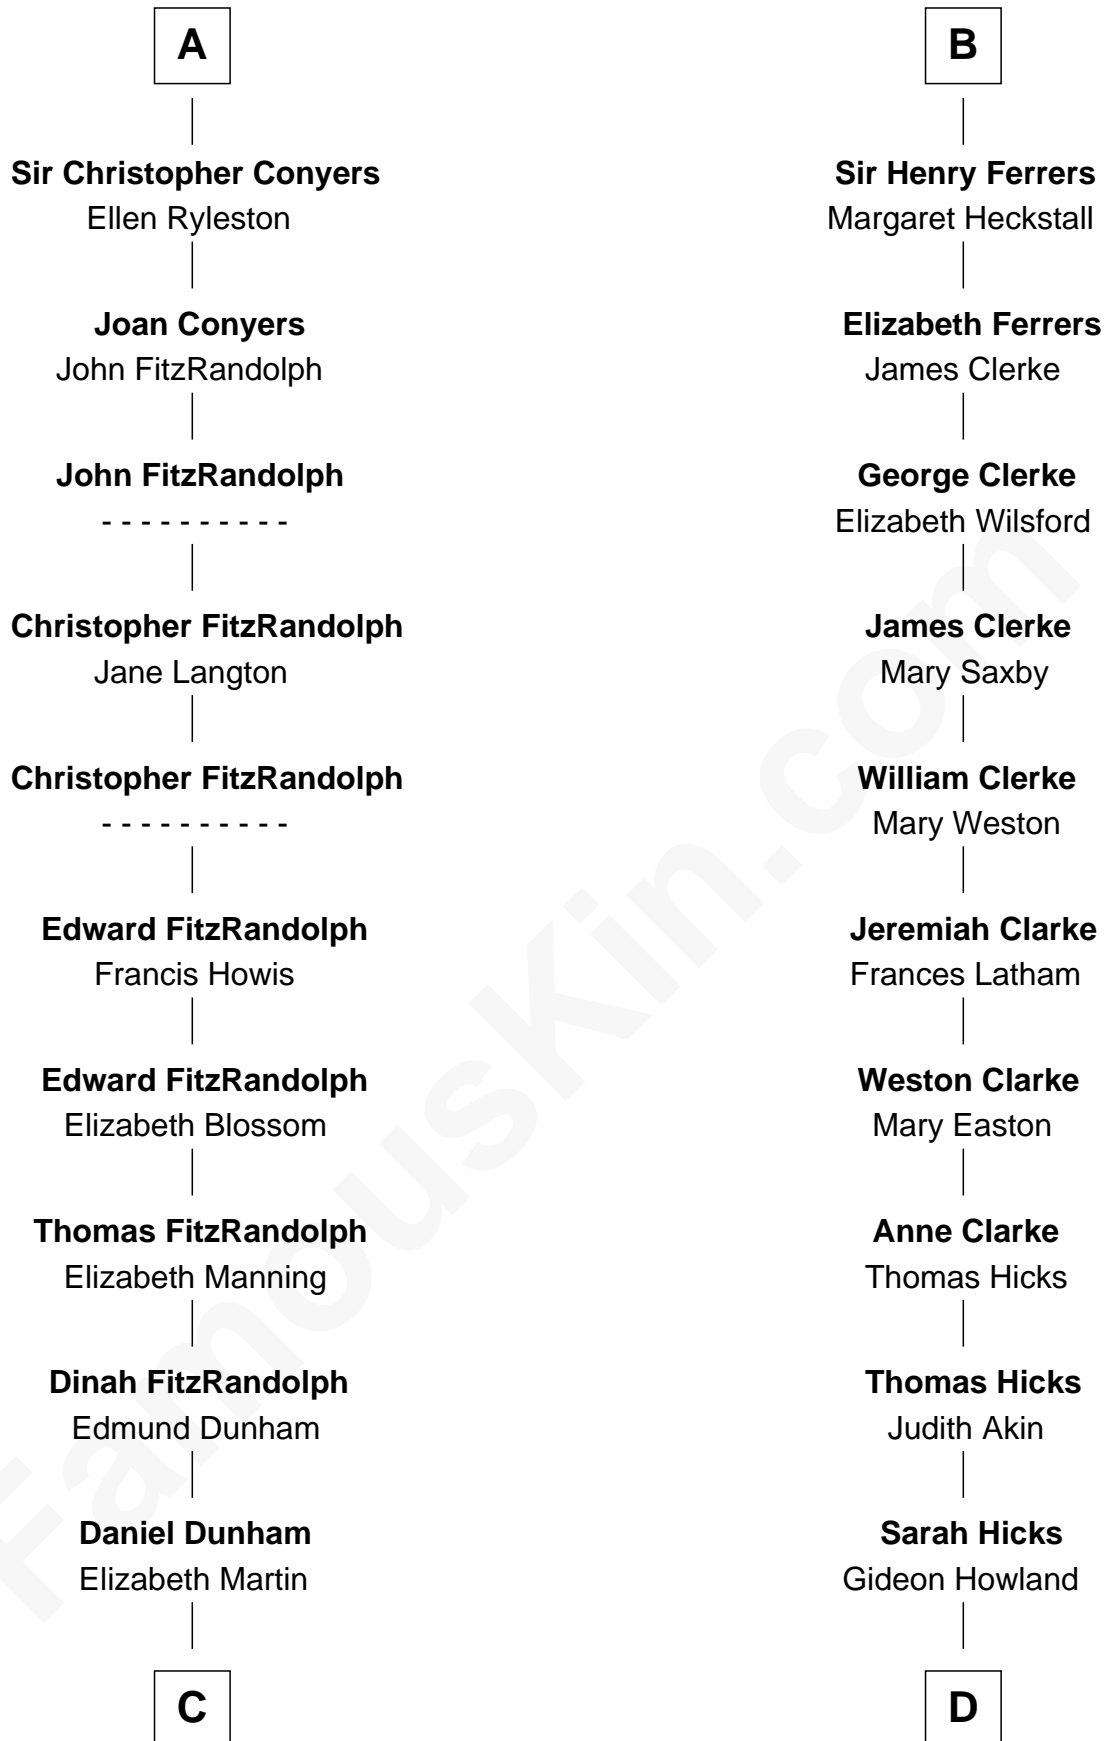 A
Sir Christopher Conyers
Ellen Ryleston
Joan Conyers
John FitzRandolph
John FitzRandolph
- - - - - - - - - -
Christopher FitzRandolph
Jane Langton
Christopher FitzRandolph
- - - - - - - - - -
Edward FitzRandolph
Francis Howis
Edward FitzRandolph
Elizabeth Blossom
Thomas FitzRandolph
Elizabeth Manning
Dinah FitzRandolph
Edmund Dunham
Daniel Dunham
Elizabeth Martin
C
B
Sir Henry Ferrers
Margaret Heckstall
Elizabeth Ferrers
James Clerke
George Clerke
Elizabeth Wilsford
James Clerke
Mary Saxby
William Clerke
Mary Weston
Jeremiah Clarke
Frances Latham
Weston Clarke
Mary Easton
Anne Clarke
Thomas Hicks
Thomas Hicks
Judith Akin
Sarah Hicks
Gideon Howland
D
FamousKin.com